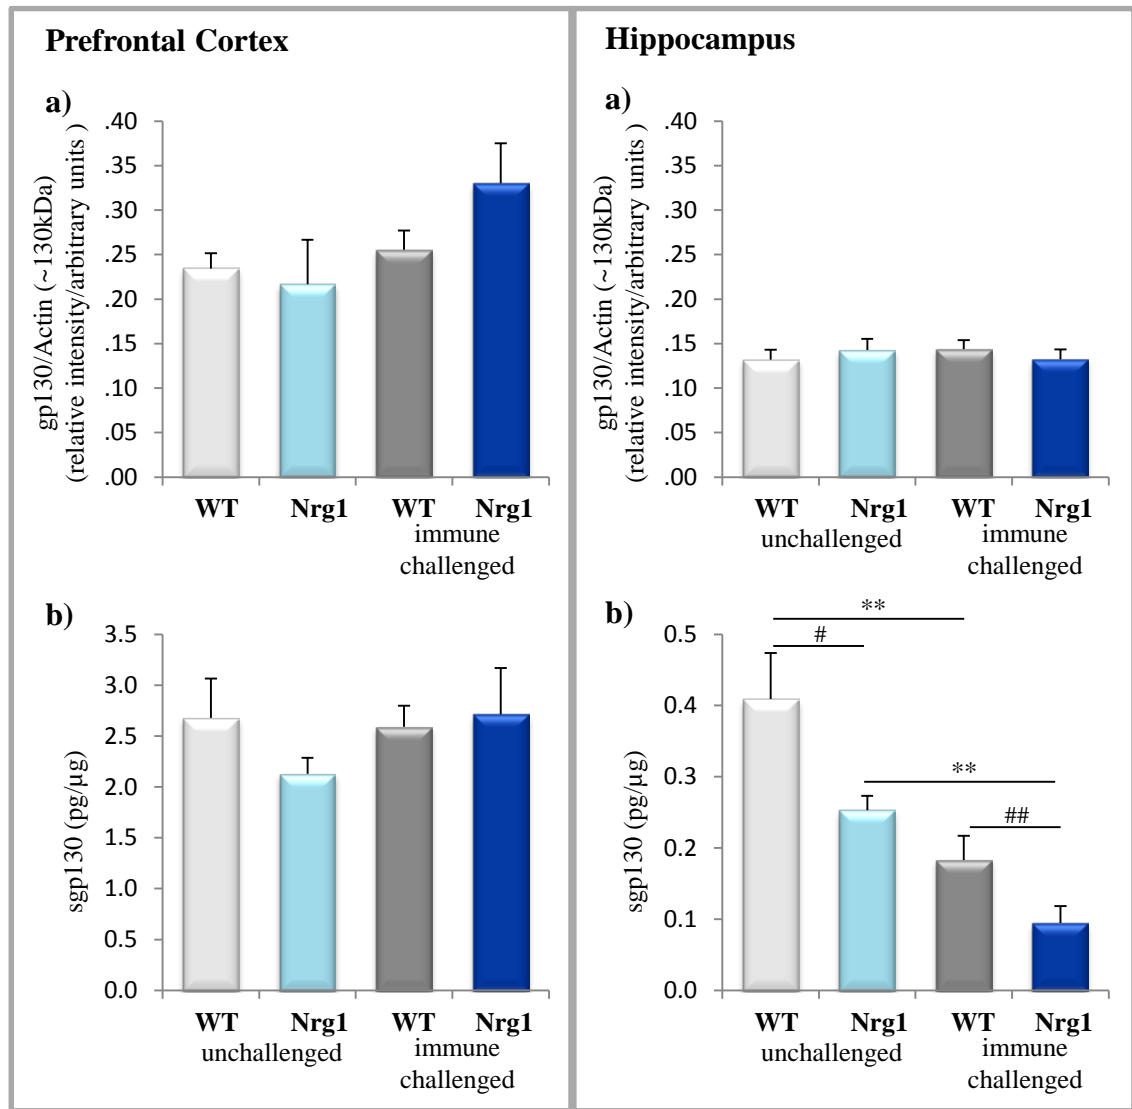 Prefrontal Cortex
a)
gp130/Actin (~130kDa)
(relative intensity/arbitrary units )
.40
.35
.30
.25
.20
.15
.10
.05
.00
WT Nrg1 WT Nrg1
immune
challenged
b)
sgp130 (pg/µg)
3.5
3.0
2.5
2.0
1.5
1.0
0.5
0.0
WT Nrg1 WT Nrg1
unchallenged immune
challenged
Hippocampus
a)
gp130/Actin (~130kDa)
(relative intensity/arbitrary units )
.40
.35
.30
.25
.20
.15
.10
.05
.00
WT Nrg1 WT Nrg1
unchallenged immune
challenged
b)
sgp130 (pg/µg)
**
#
**
##
0.5
0.4
0.3
0.2
0.1
0.0
WT Nrg1 WT Nrg1
unchallenged immune
challenged